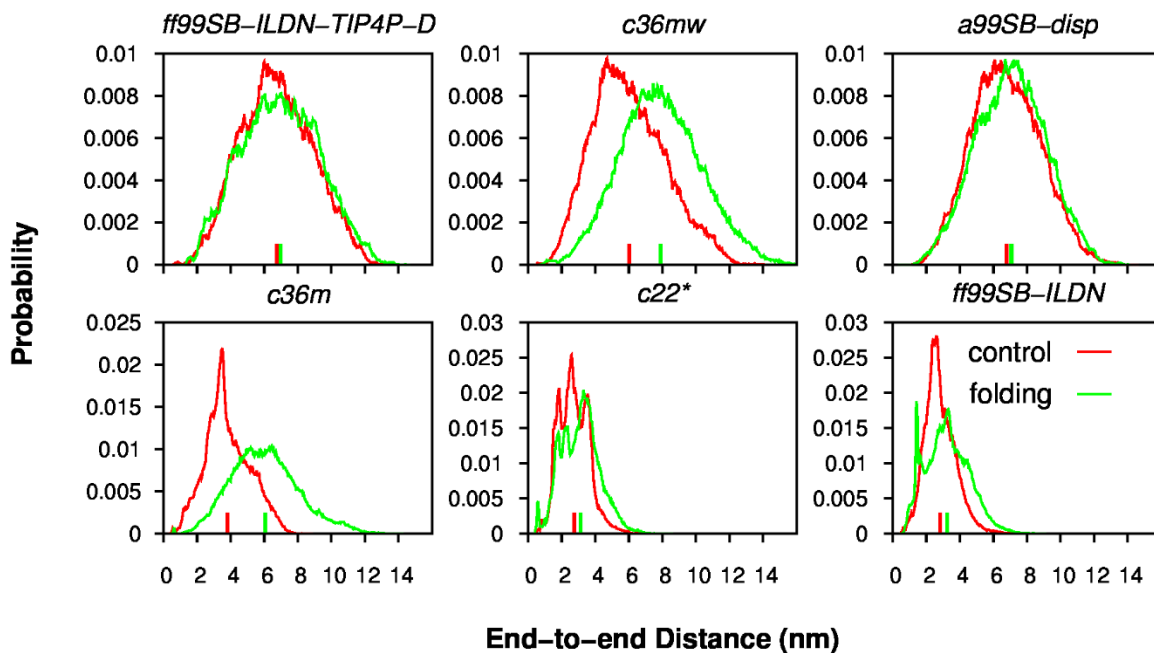 ff99SB−ILDN−TIP4P−D
c36mw
a99SB−disp
0.01
0.008
0.006
0.004
0.002
0
0.01
0.008
0.006
0.004
0.002
0
0.01
0.008
0.006
0.004
0.002
0
Probability
c36m
c22*
ff99SB−ILDN
0.025
0.02
0.015
0.01
0.005
0
0.03
0.025
0.02
0.015
0.01
0.005
0
0.03
0.025
0.02
0.015
0.01
0.005
0
control
folding
0 2 4 6 8 10 12 14
0 2 4 6 8 10 12 14
0 2 4 6 8 10 12 14
End−to−end Distance (nm)